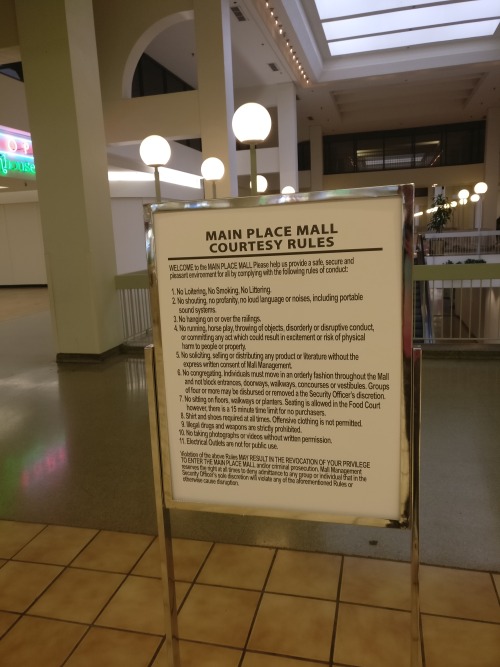 MAIN PLACE MALL
COURTESY RULES
WELCOME to the MAIN PLACE MALL. Please help us provide a safe, secure and
pleasant environment for all by complying with the following rules of conduct:
1. No Loitering, No Smoking, No Littering.
2. No shouting, no profanity, no loud language or noises, including portable
sound systems.
3. No hanging on or over the railings.
4. No running, horse play, throwing of objects, disorderly or disruptive conduct,
or committing any act which could result in excitement or risk of physical
harm to people or property.
5. No soliciting, selling or distributing any product or literature without the
express written consent of Mall Management.
6. No congregating. Individuals must move in an orderly fashion throughout the Mall
and not block entrances, doorways, walkways, concourses or vestibules. Groups
of four or more may be disbursed or removed a the Security Officer's discretion.
7. No sitting on floors, walkways or planters. Seating is allowed in the Food Court
however, there is a 15 minute time limit for no purchasers.
8. Shirt and shoes required at all times. Offensive clothing is not permitted.
9. Illegal drugs and weapons are strictly prohibited.
10. No taking photographs or videos without written permission.
11. Electrical Outlets are not for public use.
Violation of the above Rules MAY RESULT IN THE REVOCATION OF YOUR PRIVILEGE
TO ENTER THE MAIN PLACE MALL and/or criminal prosecution. Mall Management
reserves the right at all times to deny admittance to any group or individual that in the
Security Officer's sole discretion will violate any of the aforementioned Rules or
otherwise cause disruption.